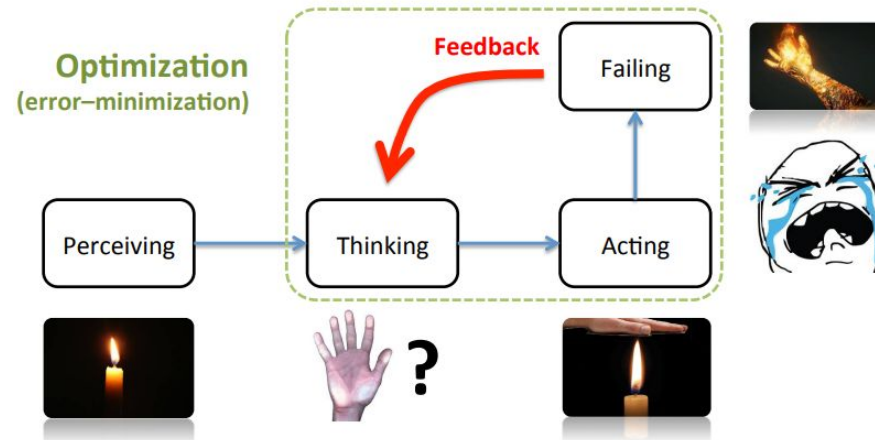 Optimization
(error–minimization)
Feedback
Failing
Perceiving
Thinking
Acting
?